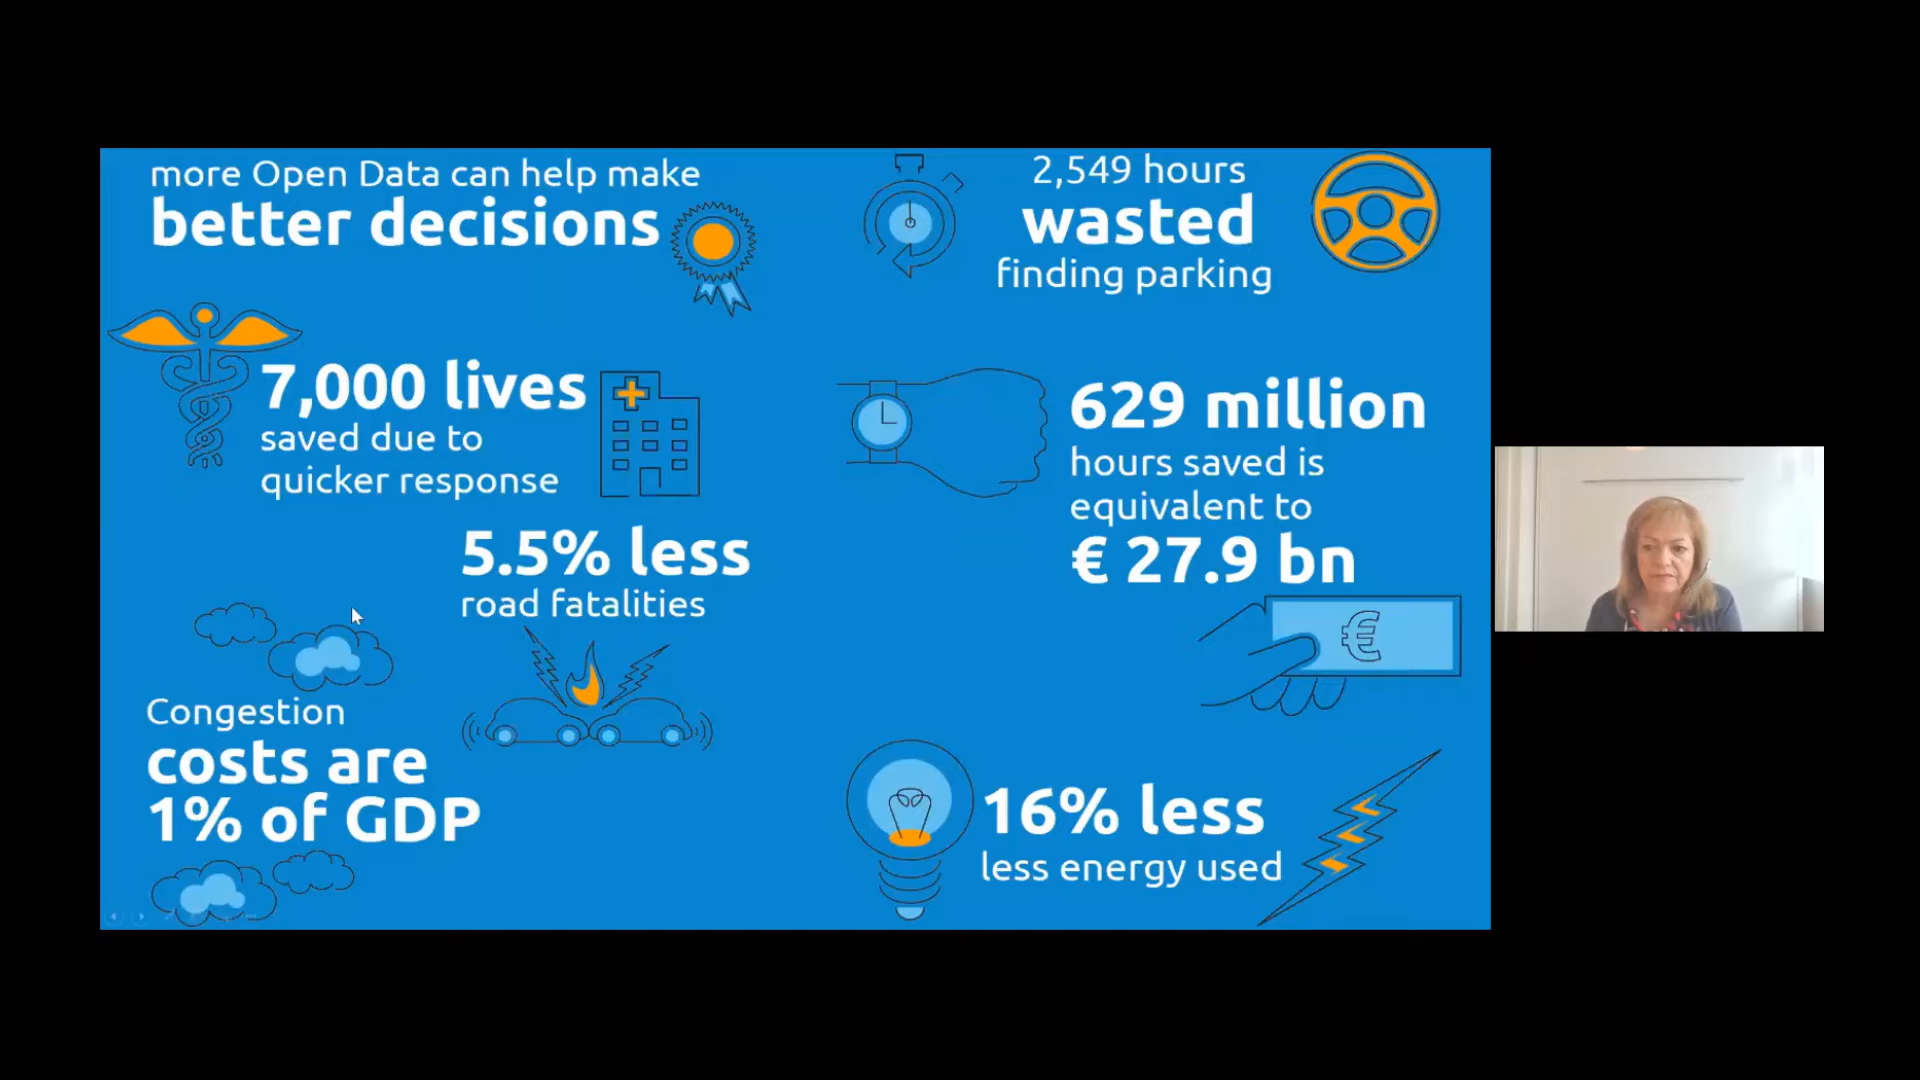 more Open Data can help make
better decisions
2,549 hours
wasted
finding parking
7,000 lives
saved due to
quicker response
629 million
hours saved is
equivalent to
€ 27.9 bn
5.5% less
road fatalities
€
Congestion
costs are
1% of GDP
16% less
less energy used